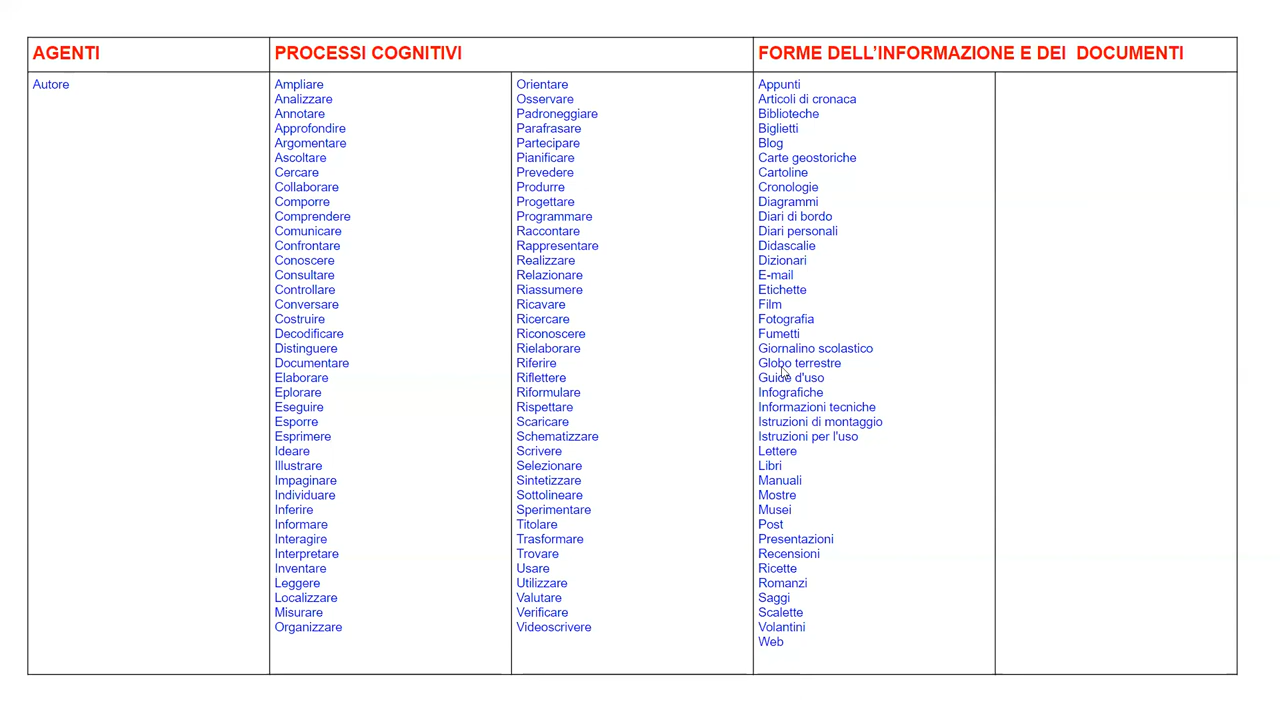 AGENTI
PROCESSI COGNITIVI
FORME DELL'INFORMAZIONE E DEI  DOCUMENTI
Autore
Ampliare
Analizzare
Annotare
Approfondire
Argomentare
Ascoltare
Cercare
Collaborare
Comporre
Comprendere
Comunicare
Confrontare
Conoscere
Consultare
Controllare
Conversare
Costruire
Decodificare
Distinguere
Documentare
Elaborare
Eplorare
Eseguire
Esporre
Esprimere
Ideare
Illustrare
Impaginare
Individuare
Inferire
Informare
Interagire
Interpretare
Inventare
Leggere
Localizzare
Misurare
Organizzare
Orientare
Osservare
Padroneggiare
Parafrasare
Partecipare
Pianificare
Prevedere
Produrre
Progettare
Programmare
Raccontare
Rappresentare
Realizzare
Relazionare
Riassumere
Ricavare
Ricercare
Riconoscere
Rielaborare
Riferire
Riflettere
Riformulare
Rispettare
Scaricare
Schematizzare
Scrivere
Selezionare
Sintetizzare
Sottolineare
Sperimentare
Titolare
Trasformare
Trovare
Usare
Utilizzare
Valutare
Verificare
Videoscrivere
Appunti
Articoli di cronaca
Biblioteche
Biglietti
Blog
Carte geostoriche
Cartoline
Cronologie
Diagrammi
Diari di bordo
Diari personali
Didascalie
Dizionari
E-mail
Etichette
Film
Fotografia
Fumetti
Giornalino scolastico
Globo terrestre
Guide d'uso
Infografiche
Informazioni tecniche
Istruzioni di montaggio
Istruzioni per l'uso
Lettere
Libri
Manuali
Mostre
Musei
Post
Presentazioni
Recensioni
Ricette
Romanzi
Saggi
Scalette
Volantini
Web